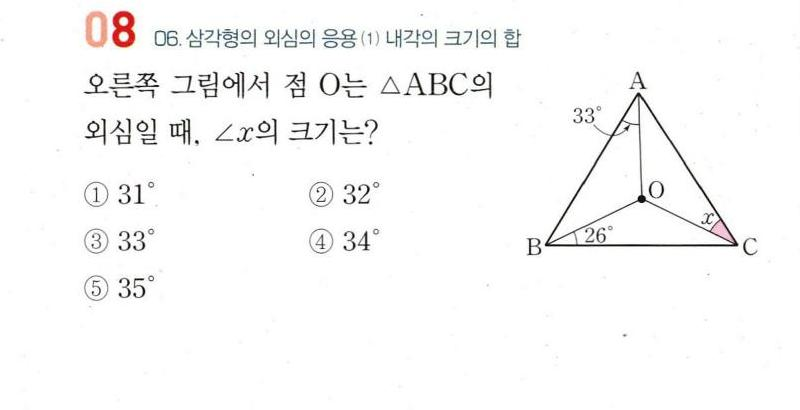 08 06. 삼각형의 외심의 응용 (1) 내각의 크기의 합
오른쪽 그림에서 점 O는 △ABC의
외심일 때, ∠x의 크기는?
① 31°
② 32°
③ 33°
④ 34°
⑤ 35°
A
33°
O
x
B
26°
C